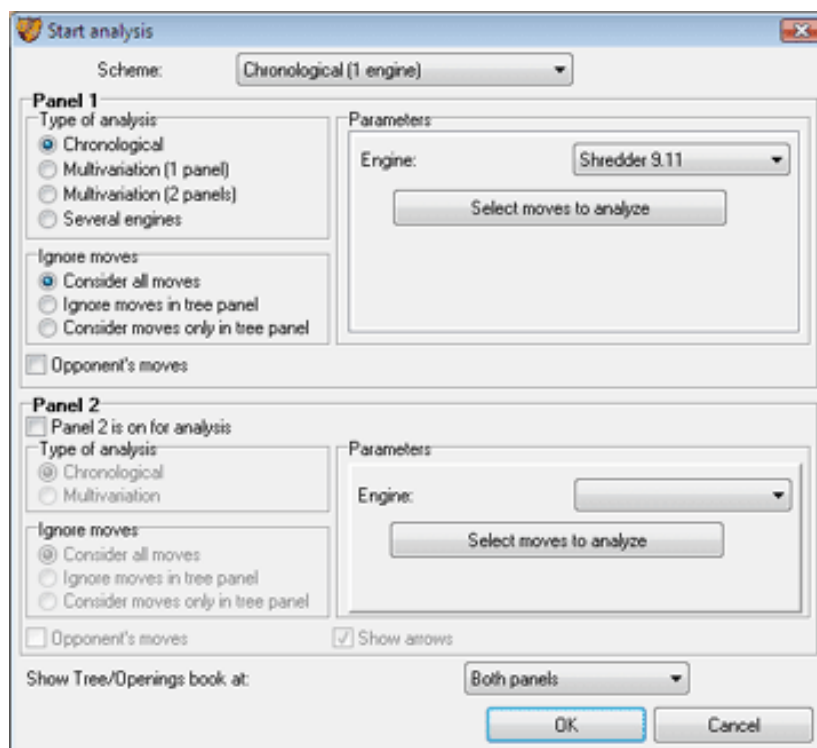 Start analysis
Scheme: Chronological (1 engine)
Panel 1
Type of analysis
Chronological
Multivariation (1 panel)
Multivariation (2 panels)
Several engines
Ignore moves
Consider all moves
Ignore moves in tree panel
Consider moves only in tree panel
Opponent's moves
Parameters
Engine: Shredder 9.11
Select moves to analyze
Panel 2
Panel 2 is on for analysis
Type of analysis
Chronological
Multivariation
Ignore moves
Consider all moves
Ignore moves in tree panel
Consider moves only in tree panel
Opponent's moves
Parameters
Engine:
Select moves to analyze
Show arrows
Show Tree/Openings book at: Both panels
OK
Cancel